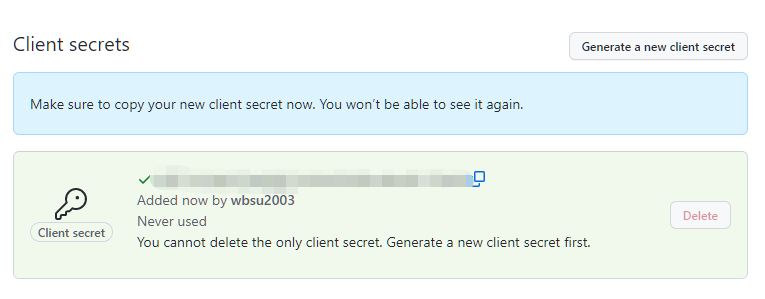 Client secrets
Generate a new client secret
Make sure to copy your new client secret now. You won't be able to see it again.
Added now by wbsu2003
Never used
Client secret
You cannot delete the only client secret. Generate a new client secret first.
Delete